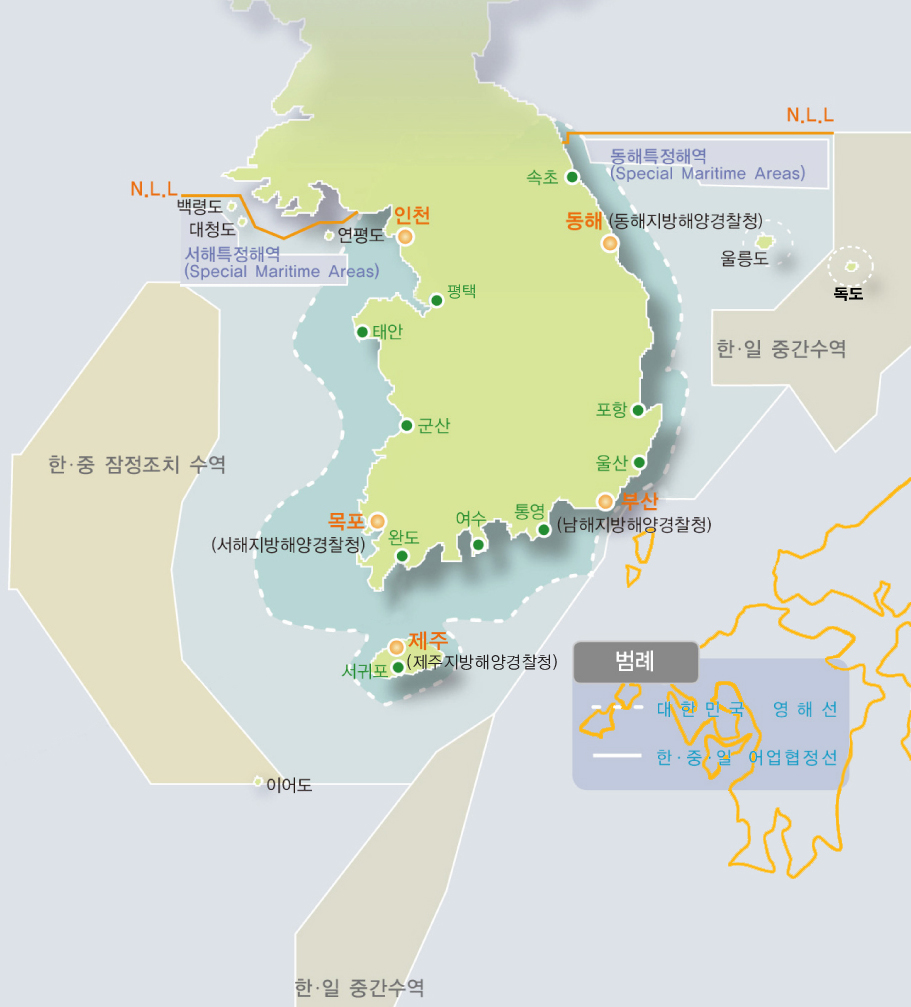 N.L.L
동해특정해역
(Special Maritime Areas)
속초
N.L.L
백령도
대청도
연평도
인천
동해 (동해지방해양경찰청)
서해특정해역
(Special Maritime Areas)
울릉도
독도
평택
태안
한·일 중간수역
포항
군산
울산
한·중 잠정조치 수역
부산
(남해지방해양경찰청)
통영
여수
목포
(서해지방해양경찰청)
완도
제주
(제주지방해양경찰청)
서귀포
범례
대한민국 영해선
한·중·일 어업협정선
이어도
한·일 중간수역